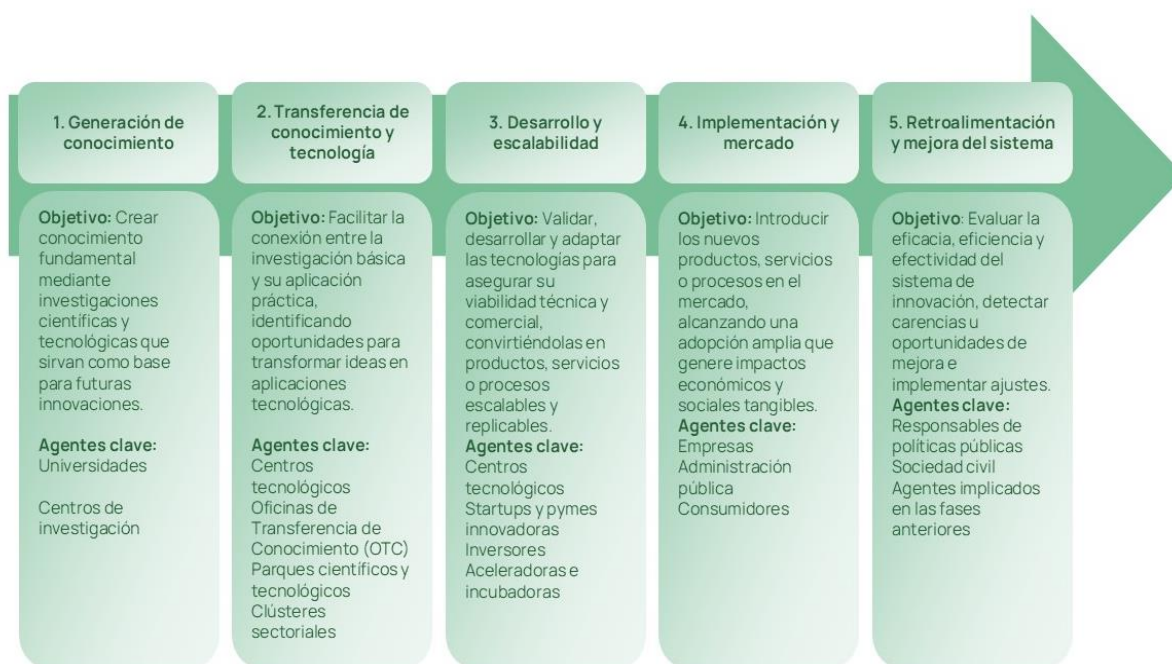 1. Generación de
conocimiento
2. Transferencia de
conocimiento y
tecnología
3. Desarrollo y
escalabilidad
4. Implementación y
mercado
5. Retroalimentación
y mejora del sistema
Objetivo: Crear
conocimiento
fundamental
mediante
investigaciones
científicas y
tecnológicas que
sirvan como base
para futuras
innovaciones.
Agentes clave:
Universidades
Centros de
investigación
Objetivo: Facilitar la
conexión entre la
investigación básica
y su aplicación
práctica,
identificando
oportunidades para
transformar ideas en
aplicaciones
tecnológicas.
Agentes clave:
Centros
tecnológicos
Oficinas de
Transferencia de
Conocimiento (OTC)
Parques científicos y
tecnológicos
Clústeres
sectoriales
Objetivo: Validar,
desarrollar y adaptar
las tecnologías para
asegurar su
viabilidad técnica y
comercial,
convirtiéndolas en
productos, servicios
o procesos
escalables y
replicables.
Agentes clave:
Centros
tecnológicos
Startups y pymes
innovadoras
Inversores
Aceleradoras e
incubadoras
Objetivo: Introducir
los nuevos
productos, servicios
o procesos en el
mercado,
alcanzando una
adopción amplia que
genere impactos
económicos y
sociales tangibles.
Agentes clave:
Empresas
Administración
pública
Consumidores
Objetivo: Evaluar la
eficacia, eficiencia y
efectividad del
sistema de
innovación, detectar
carencias u
oportunidades de
mejora e
implementar ajustes.
Agentes clave:
Responsables de
políticas públicas
Sociedad civil
Agentes implicados
en las fases
anteriores